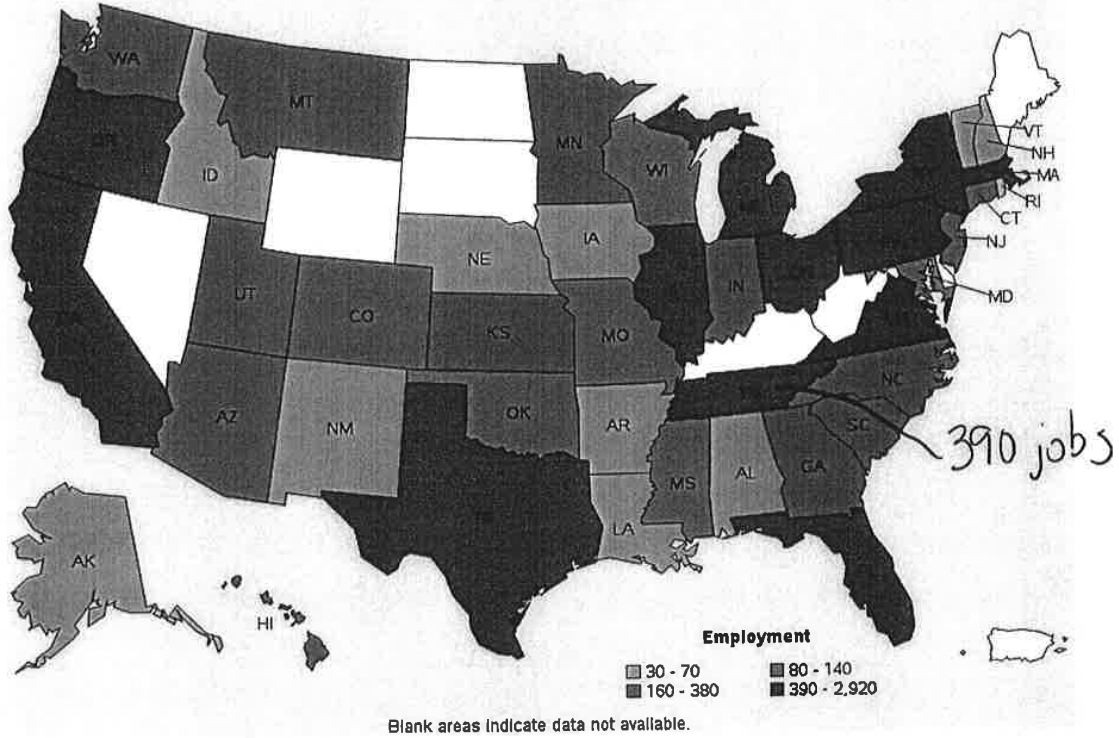 WA
MT
MN
OR
ID
WI
VT
NH
MA
RI
CT
NJ
MD
IA
NE
IN
UT
CO
KS
MO
AZ
NM
OK
AR
NC
SC
MS
AL
GA
LA
AK
HI
390 jobs
Employment
30 - 70
80 - 140
160 - 380
390 - 2,920
Blank areas indicate data not available.